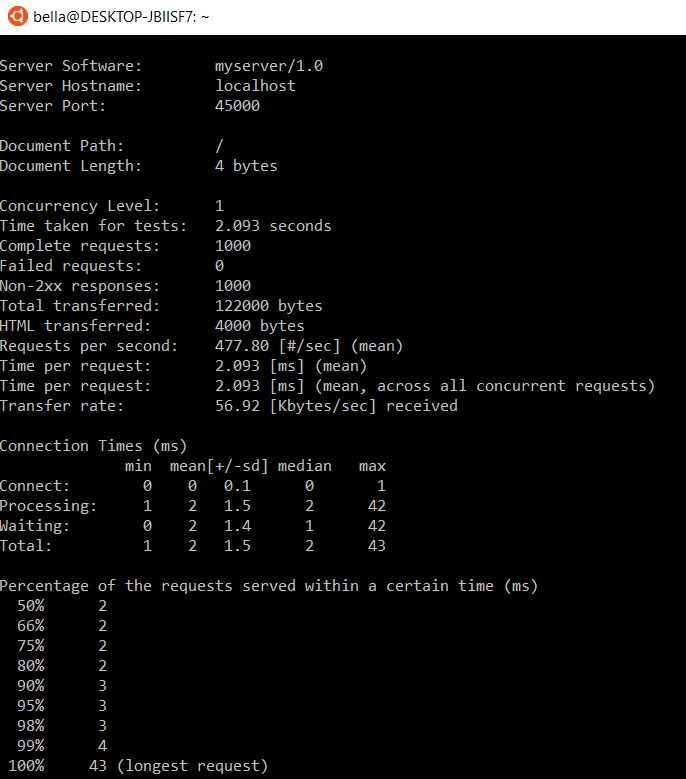 bella@DESKTOP-JBIISF7: ~
Server Software:        myserver/1.0
Server Hostname:        localhost
Server Port:            45000
Document Path:          /
Document Length:        4 bytes
Concurrency Level:      1
Time taken for tests:   2.093 seconds
Complete requests:      1000
Failed requests:        0
Non-2xx responses:      1000
Total transferred:      122000 bytes
HTML transferred:       4000 bytes
Requests per second:    477.80 [#/sec] (mean)
Time per request:       2.093 [ms] (mean)
Time per request:       2.093 [ms] (mean, across all concurrent requests)
Transfer rate:          56.92 [Kbytes/sec] received
Connection Times (ms)
              min  mean[+/-sd] median   max
Connect:        0    0   0.1      0       1
Processing:     1    2   1.5      2      42
Waiting:        0    2   1.4      1      42
Total:          1    2   1.5      2      43
Percentage of the requests served within a certain time (ms)
  50%      2
  66%      2
  75%      2
  80%      2
  90%      3
  95%      3
  98%      3
  99%      4
 100%     43 (longest request)